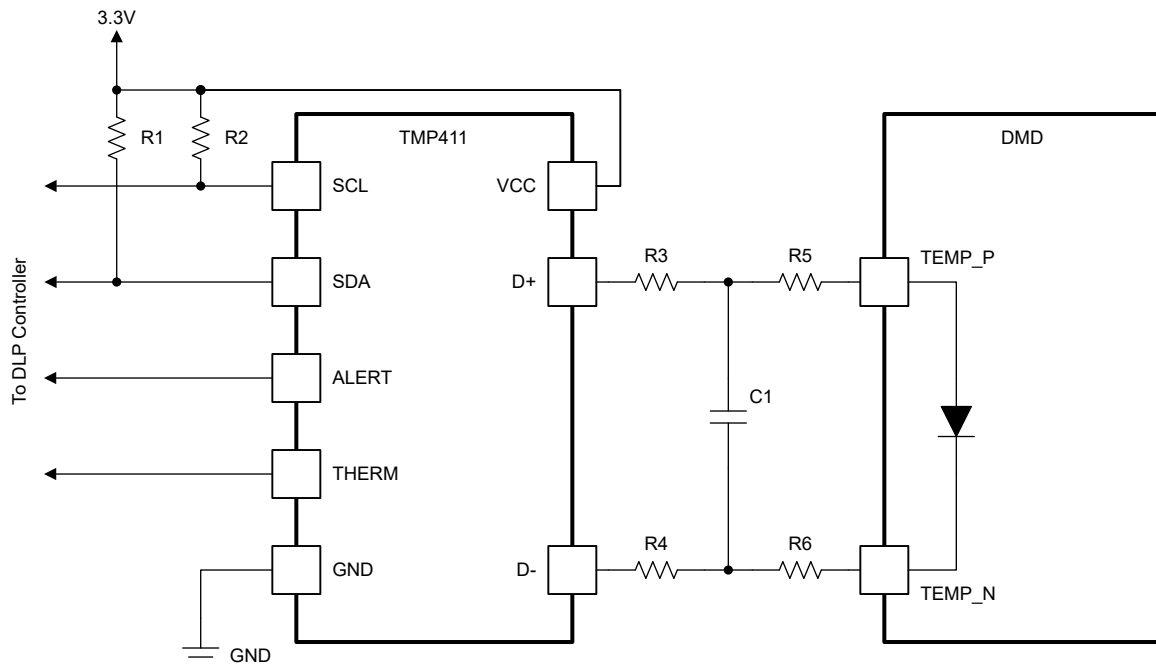 3.3V
R1
R2
TMP411
DMD
SCL
VCC
R3
R5
TEMP_P
SDA
D+
To DLP Controller
ALERT
C1
THERM
R4
R6
GND
D-
TEMP_N
GND